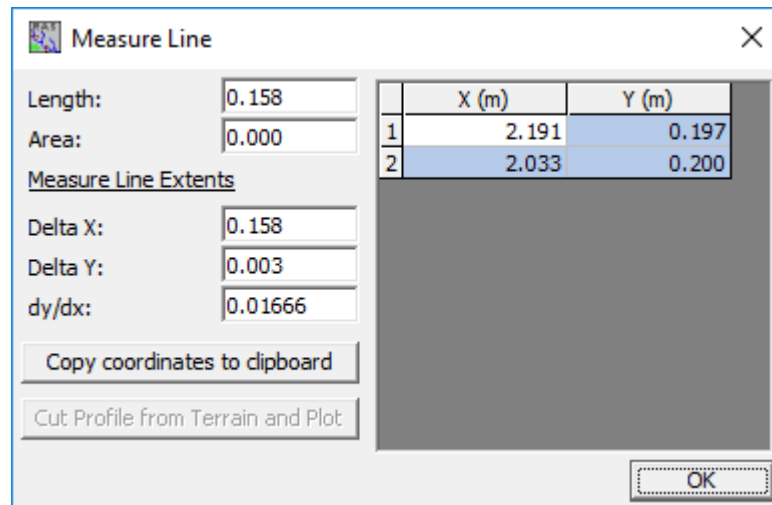 Measure Line
Length: 0.158
Area: 0.000
Measure Line Extents
Delta X: 0.158
Delta Y: 0.003
dy/dx: 0.01666
Copy coordinates to clipboard
Cut Profile from Terrain and Plot
X (m) Y (m)
1 2.191 0.197
2 2.033 0.200
OK